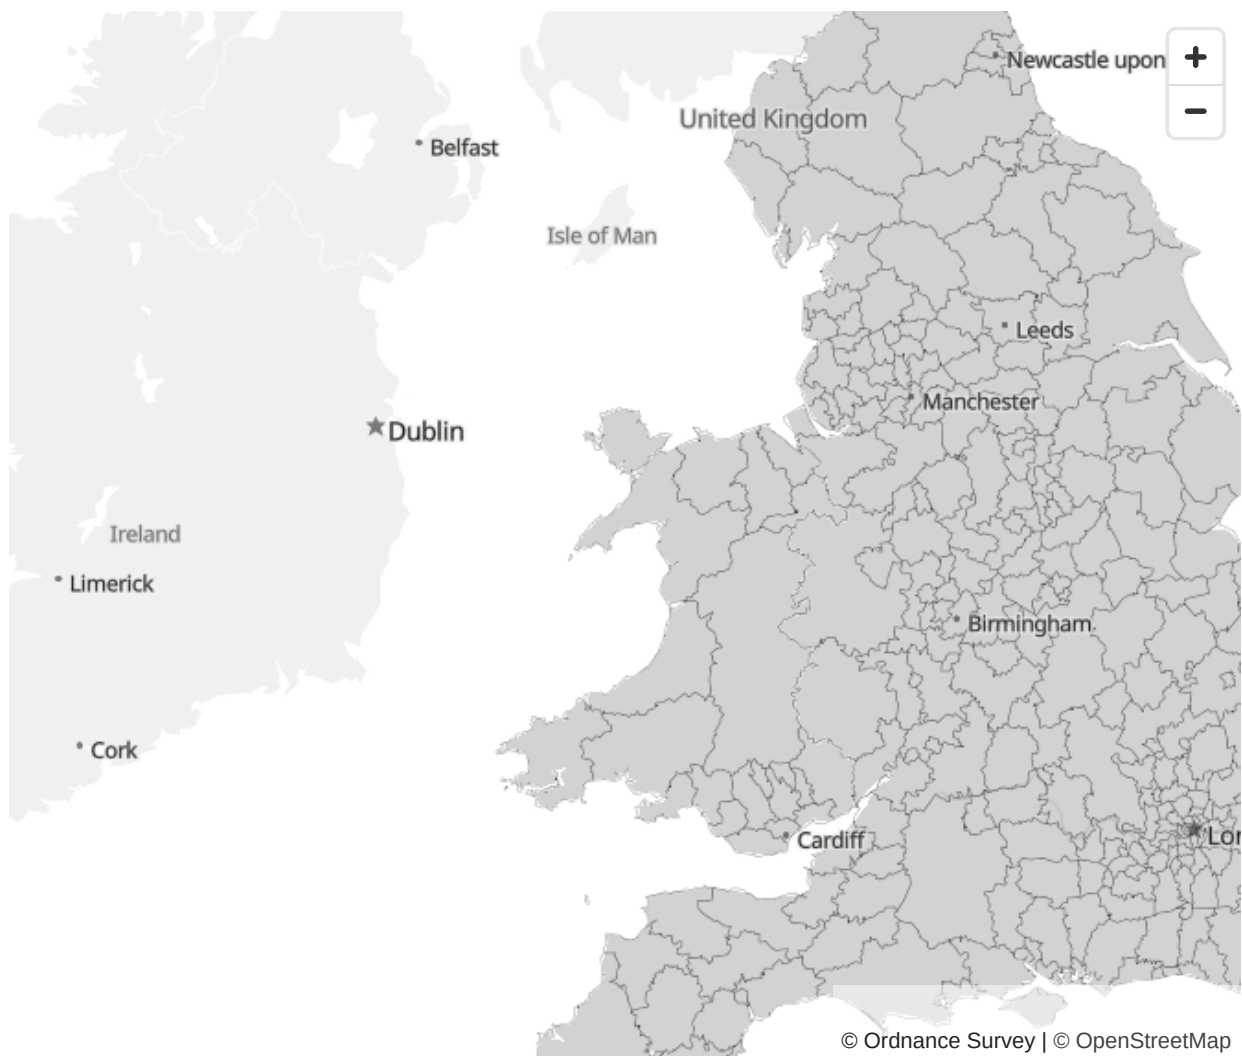 Newcastle upon
+
−
United Kingdom
Belfast
Isle of Man
Leeds
Manchester
Dublin
Ireland
Limerick
Birmingham
Cork
Cardiff
Lon
© Ordnance Survey | © OpenStreetMap